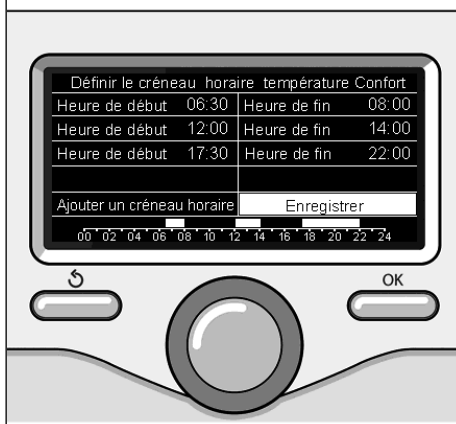 Définir le créneau horaire température Confort
Heure de début 06:30 Heure de fin 08:00
Heure de début 12:00 Heure de fin 14:00
Heure de début 17:30 Heure de fin 22:00
Ajouter un créneau horaire Enregistrer
00 02 04 06 08 10 12 14 16 18 20 22 24
OK